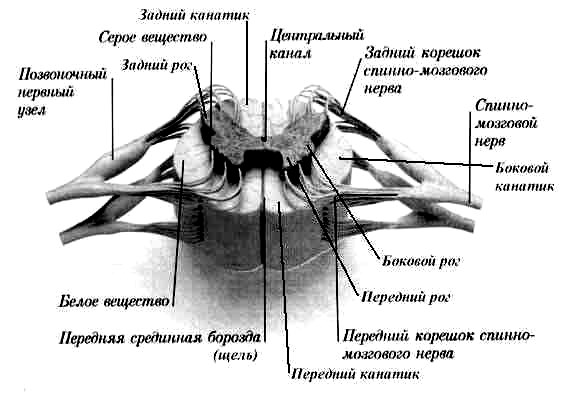 Задний канатик
Серое вещество
Центральный
канал
Задний рог
Задний корешок
спинно-мозгового
нерва
Позвоночный
нервный
узел
Спинно-
мозговой
нерв
Боковой
канатик
Боковой рог
Передний рог
Белое вещество
Передняя срединная борозда
(щель)
Передний корешок спинно-
мозгового нерва
Передний канатик